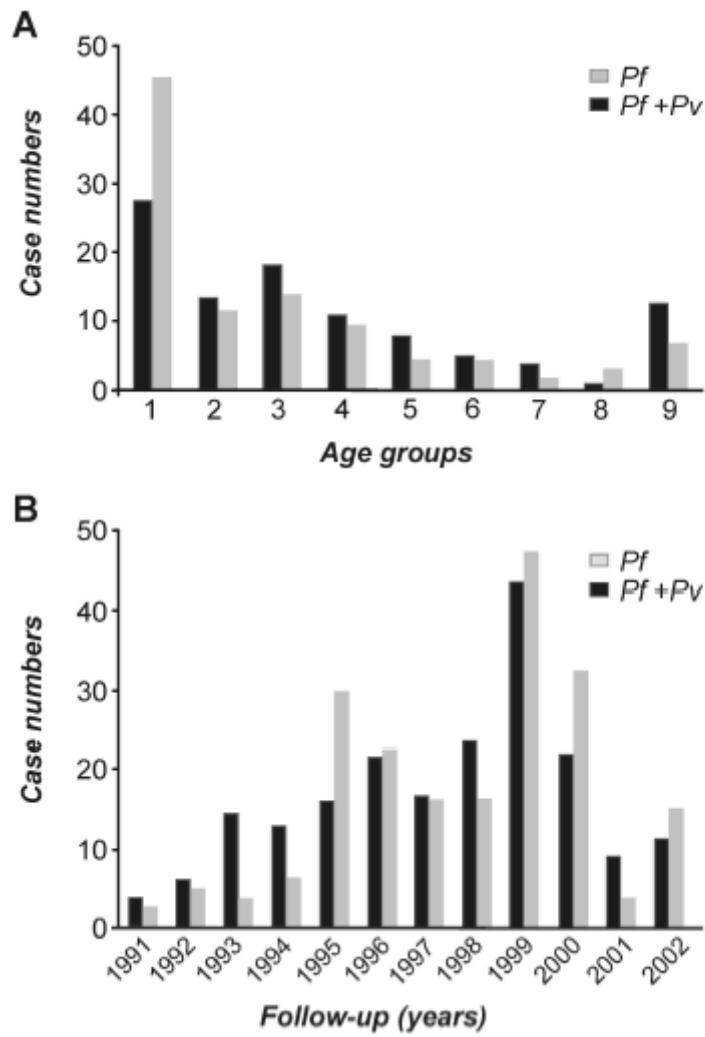 A
50
40
30
20
10
0
Case numbers
Pf
Pf +Pv
1 2 3 4 5 6 7 8 9
Age groups
B
50
40
30
20
10
0
Case numbers
Pf
Pf +Pv
1991 1992 1993 1994 1995 1996 1997 1998 1999 2000 2001 2002
Follow-up (years)